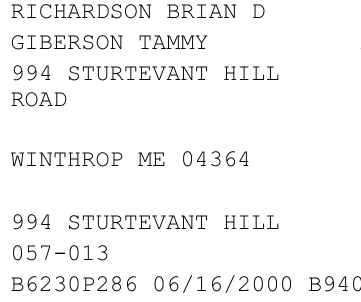 RICHARDSON BRIAN D
GIBERSON TAMMY
994 STURTEVANT HILL
ROAD
WINTHROP ME 04364
994 STURTEVANT HILL
057-013
B6230P286 06/16/2000 B940